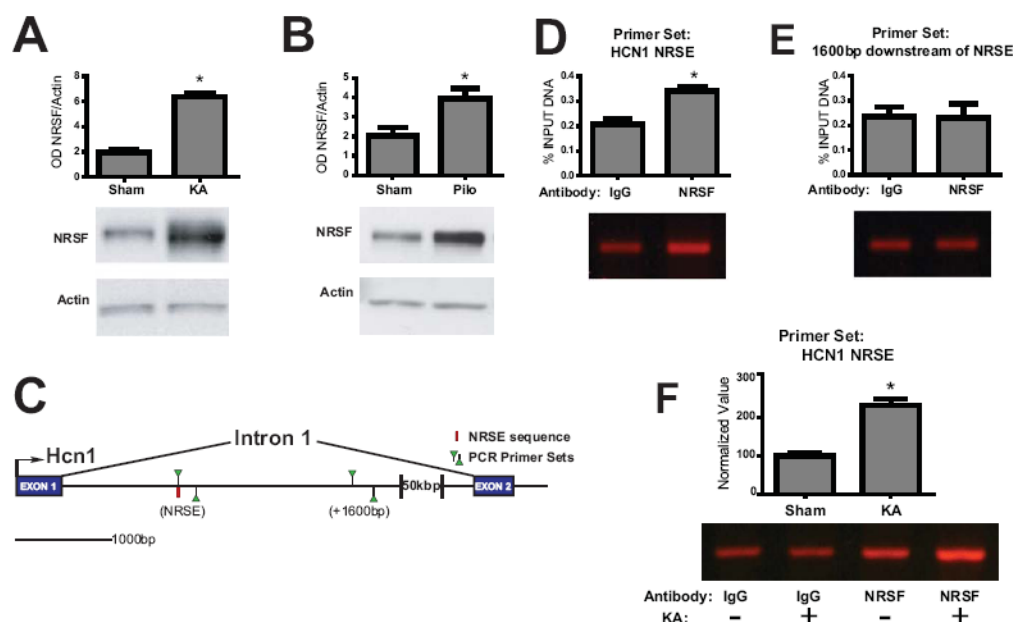 A
OD NRSF/Actin
8
6
4
2
0
*
Sham KA
NRSF
Actin
B
OD NRSF/Actin
5
4
3
2
1
0
*
Sham Pilo
NRSF
Actin
D
Primer Set:
HCN1 NRSE
% INPUT DNA
0.4
0.3
0.2
0.1
0.0
*
Antibody: IgG NRSF
E
Primer Set:
1600bp downstream of NRSE
% INPUT DNA
0.4
0.3
0.2
0.1
0.0
Antibody: IgG NRSF
C
Hcn1
Intron 1
NRSE sequence
PCR Primer Sets
EXON 1
50kbp
EXON 2
(NRSE)
(+1600bp)
1000bp
F
Primer Set:
HCN1 NRSE
Normalized Value
300
200
100
0
*
Sham KA
Antibody: IgG IgG NRSF NRSF
KA: - + - +